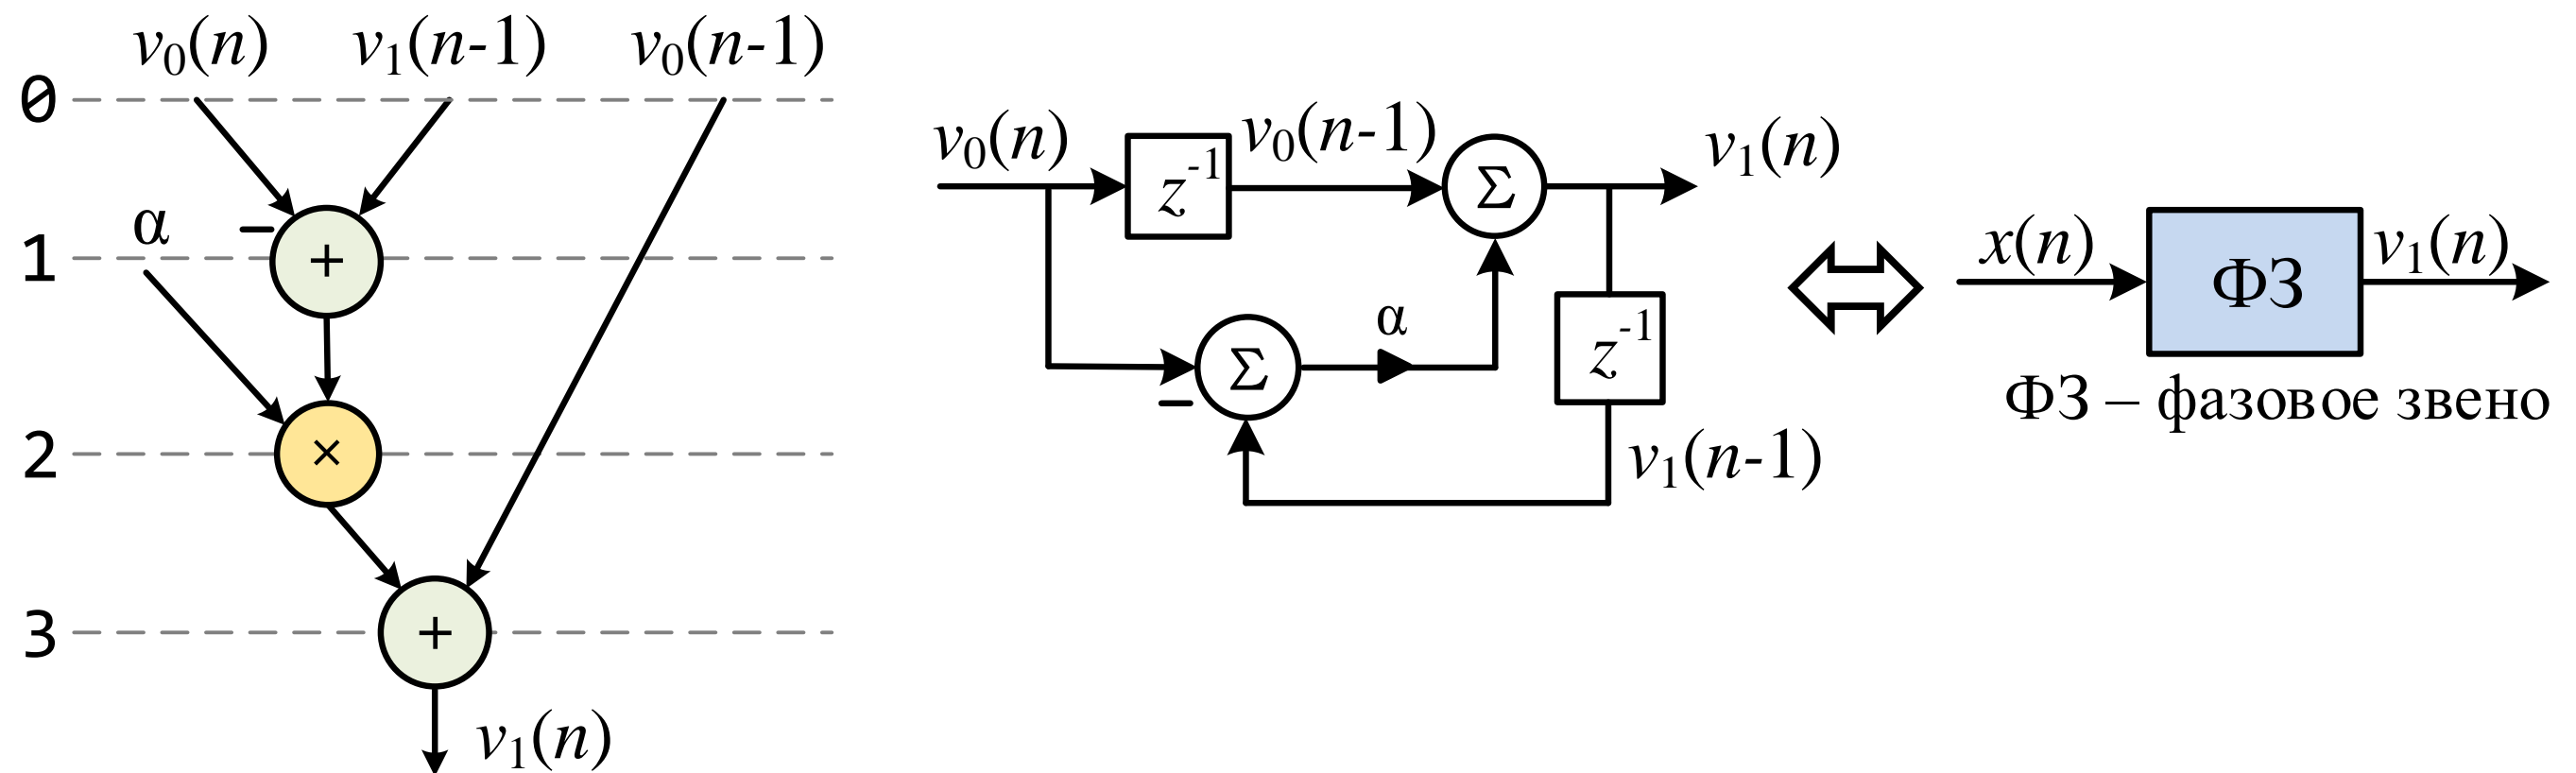 v₀(n) v₁(n-1) v₀(n-1)
0
α
−
1 +
2 ×
3 +
v₁(n)
v₀(n) z⁻¹ v₀(n-1) Σ v₁(n)
− Σ α z⁻¹
v₁(n-1)
x(n) ФЗ v₁(n)
ФЗ – фазовое звено